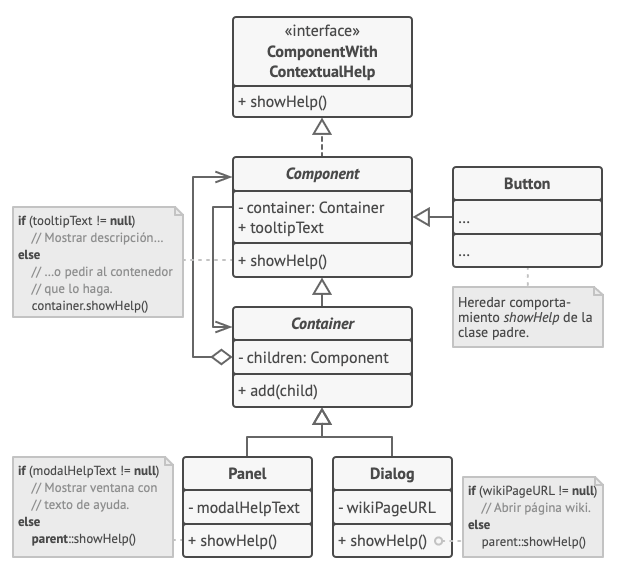 «interface»
ComponentWith
ContextualHelp
+ showHelp()
Component
- container: Container
+ tooltipText
+ showHelp()
Button
...
...
if (tooltipText != null)
// Mostrar descripción...
else
// ...o pedir al contenedor
// que lo haga.
container.showHelp()
Heredar comporta-
miento showHelp de la
clase padre.
Container
- children: Component
+ add(child)
if (modalHelpText != null)
// Mostrar ventana con
// texto de ayuda.
else
parent::showHelp()
Panel
- modalHelpText
+ showHelp()
Dialog
- wikiPageURL
+ showHelp()
if (wikiPageURL != null)
// Abrir página wiki.
else
parent::showHelp()